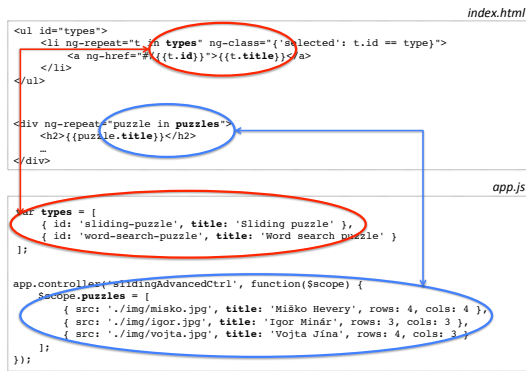 index.html
<ul id="types">
<li ng-repeat="t in types" ng-class="{'selected': t.id == type}">
<a ng-href="#/{{t.id}}">{{t.title}}</a>
</li>
</ul>
<div ng-repeat="puzzle in puzzles">
<h2>{{puzzle.title}}</h2>
…
</div>
app.js
var types = [
{ id: 'sliding-puzzle', title: 'Sliding puzzle' },
{ id: 'word-search-puzzle', title: 'Word search puzzle' }
];
app.controller('slidingAdvancedCtrl', function($scope) {
$scope.puzzles = [
{ src: './img/misko.jpg', title: 'Miško Hevery', rows: 4, cols: 4 },
{ src: './img/igor.jpg', title: 'Igor Minár', rows: 3, cols: 3 },
{ src: './img/vojta.jpg', title: 'Vojta Jína', rows: 4, cols: 3 }
];
});